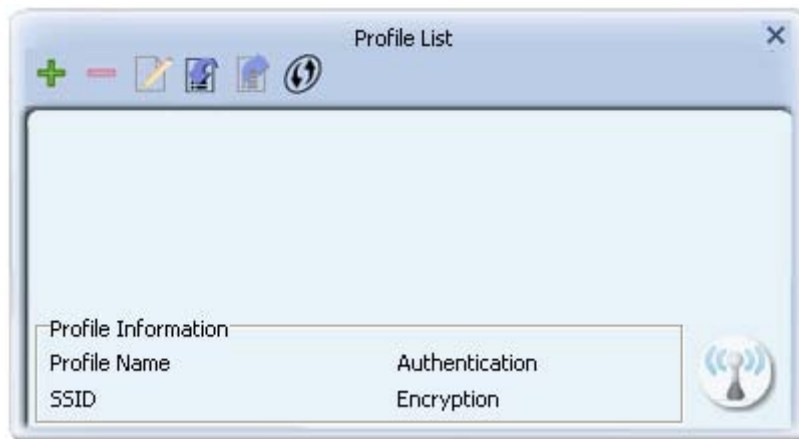 Profile List
Profile Information
Profile Name Authentication
SSID Encryption